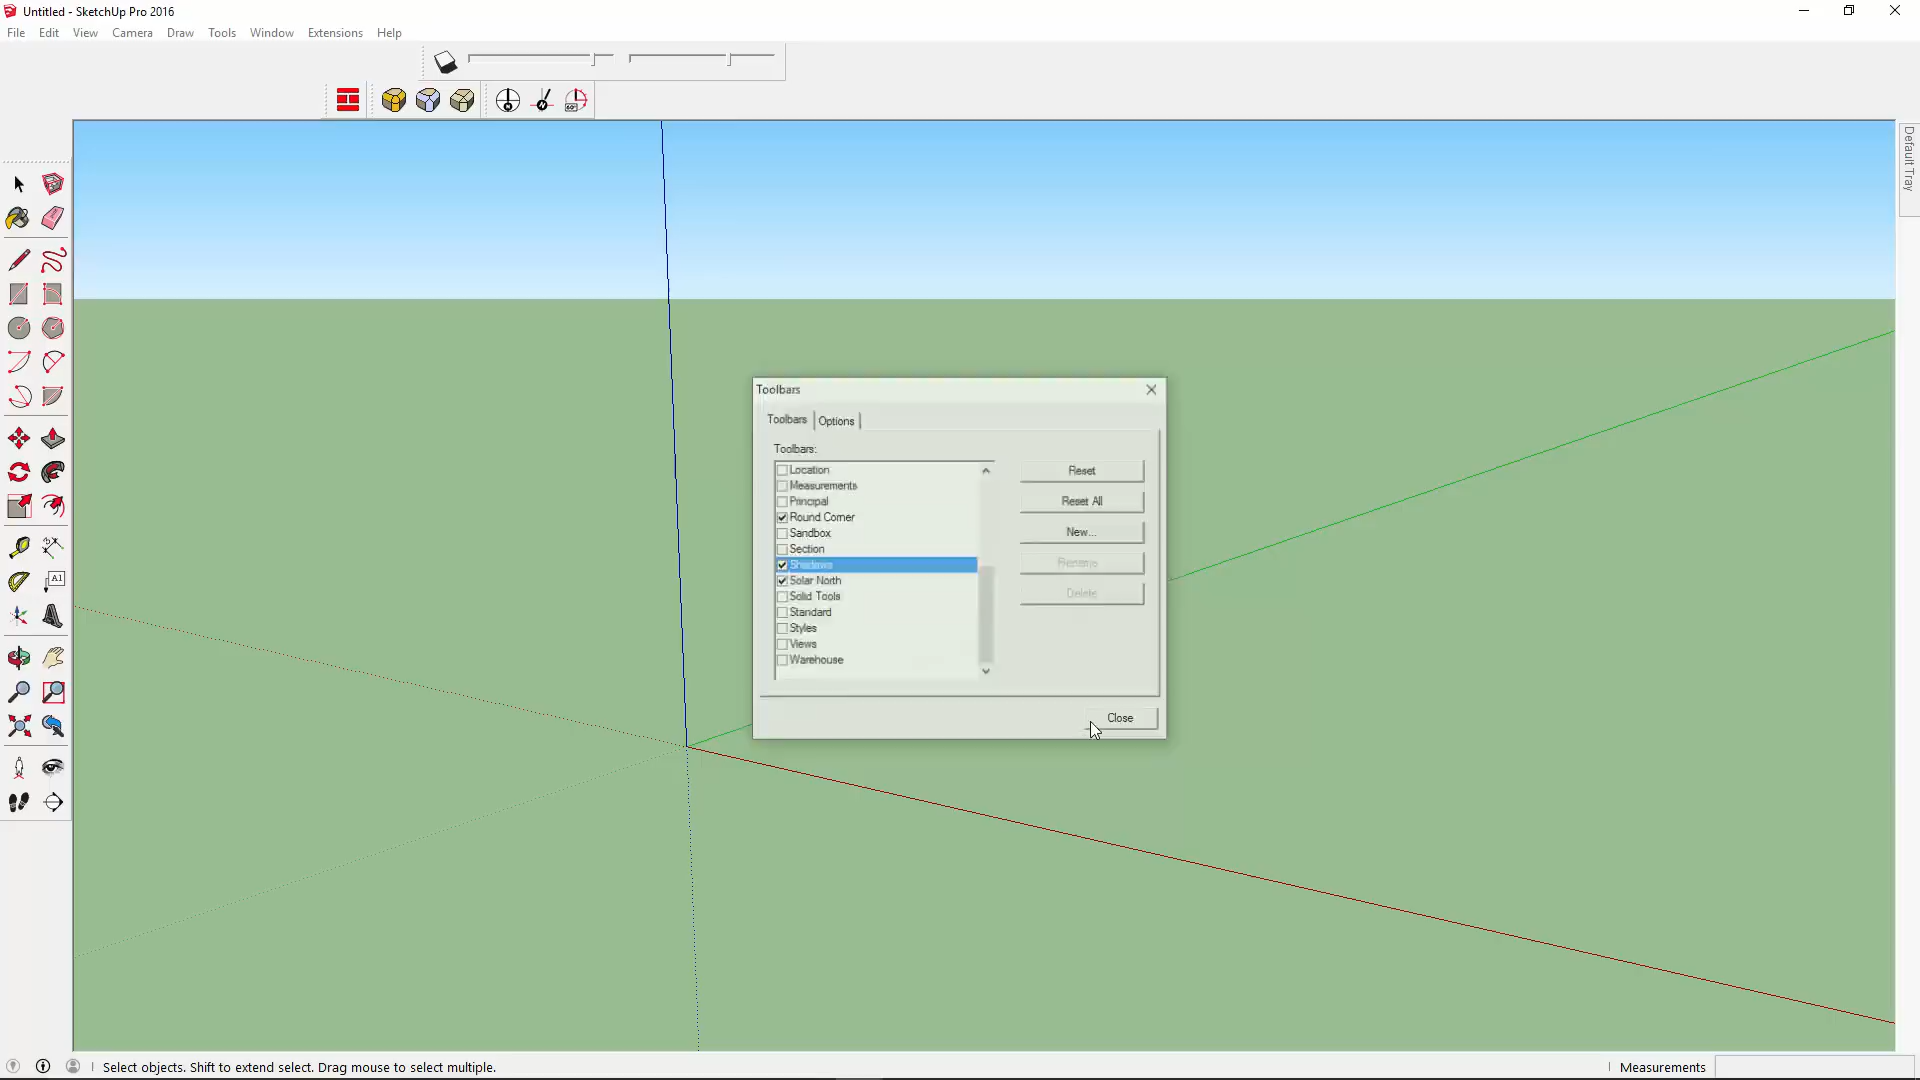 Untitled - SketchUp Pro 2016
File Edit View Camera Draw Tools Window Extensions Help
Default Tray
Toolbars
Toolbars Options
Toolbars:
Location
Measurements
Principal
Round Corner
Sandbox
Section
Shadows
Solar North
Solid Tools
Standard
Styles
Views
Warehouse
Reset
Reset All
New...
Rename
Delete
Close
A1
60°
Select objects. Shift to extend select. Drag mouse to select multiple.
Measurements